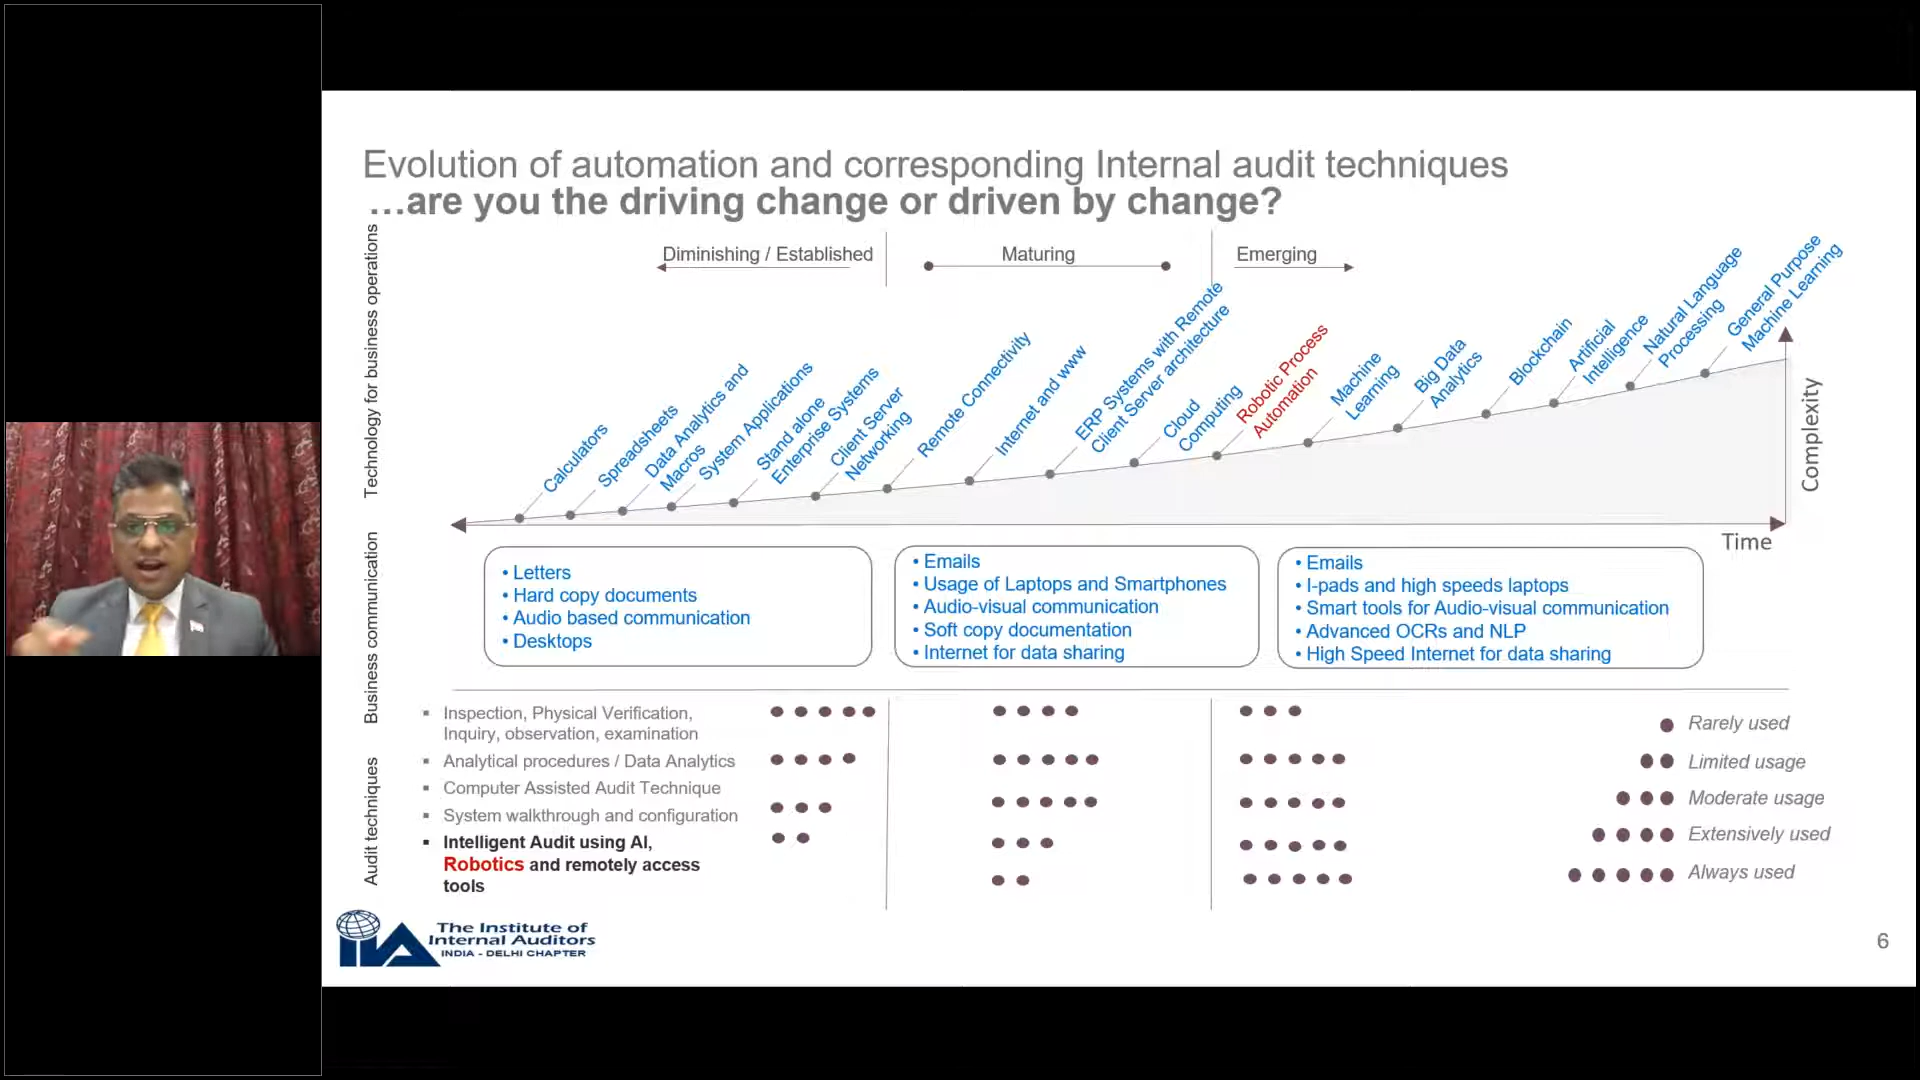 Evolution of automation and corresponding Internal audit techniques
…are you the driving change or driven by change?
Technology for business operations
Diminishing / Established
Maturing
Emerging
Calculators
Spreadsheets
Data Analytics and
Macros
System Applications
Stand alone
Enterprise Systems
Client Server
Networking
Remote Connectivity
Internet and www
ERP Systems with Remote
Client Server architecture
Cloud
Computing
Robotic Process
Automation
Machine
Learning
Big Data
Analytics
Blockchain
Artificial
Intelligence
Natural Language
Processing
General Purpose
Machine Learning
Complexity
Time
Business communication
• Letters
• Hard copy documents
• Audio based communication
• Desktops
• Emails
• Usage of Laptops and Smartphones
• Audio-visual communication
• Soft copy documentation
• Internet for data sharing
• Emails
• I-pads and high speeds laptops
• Smart tools for Audio-visual communication
• Advanced OCRs and NLP
• High Speed Internet for data sharing
Audit techniques
▪ Inspection, Physical Verification,
Inquiry, observation, examination
▪ Analytical procedures / Data Analytics
▪ Computer Assisted Audit Technique
▪ System walkthrough and configuration
▪ Intelligent Audit using AI,
Robotics and remotely access
tools
Rarely used
Limited usage
Moderate usage
Extensively used
Always used
IIA
The Institute of
Internal Auditors
INDIA - DELHI CHAPTER
6